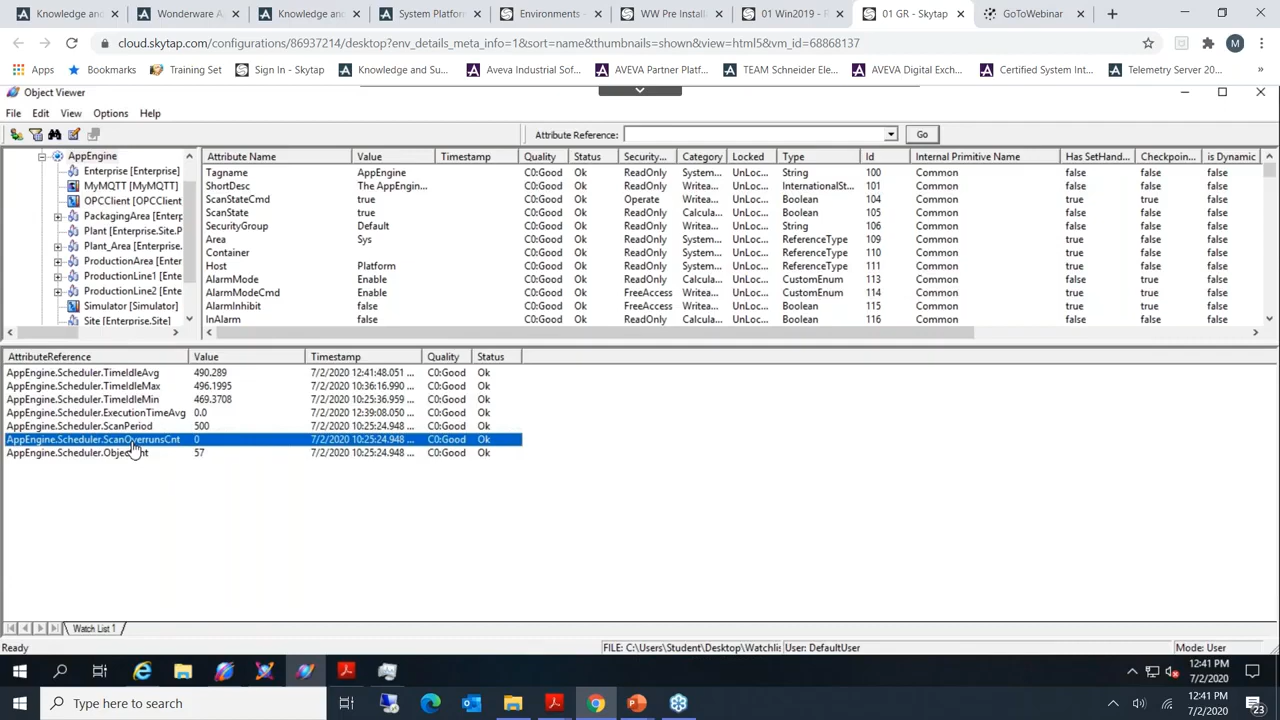 Knowledge and
Wonderware Ap
Knowledge and
System Platform
Environments -
WW Pre Install
01 Win2019 - R
01 GR - Skytap
GoToWebinar
cloud.skytap.com/configurations/86937214/desktop?env_details_meta_info=1&sort=name&thumbnails=shown&view=html5&vm_id=68868137
M
Apps
Bookmarks
Training Set
Sign In - Skytap
Knowledge and Su...
Aveva Industrial Sof...
AVEVA Partner Platf...
TEAM Schneider Ele...
AVEVA Digital Exch...
Certified System Int...
Telemetry Server 20...
»
Object Viewer
File Edit View Options Help
Attribute Reference: Go
AppEngine
Enterprise [Enterprise]
MyMQTT [MyMQTT]
OPCClient [OPCClient
PackagingArea [Enterp
Plant [Enterprise.Site.P
Plant_Area [Enterprise.
ProductionArea [Enterp
ProductionLine1 [Ente
ProductionLine2 [Ente
Simulator [Simulator]
Site [Enterprise.Site]
Attribute Name Value Timestamp Quality Status Security... Category Locked Type Id Internal Primitive Name Has SetHand... Checkpoin... is Dynamic
Tagname AppEngine C0:Good Ok ReadOnly System... UnLoc... String 100 Common false false false
ShortDesc The AppEngin... C0:Good Ok ReadOnly Writea... UnLoc... InternationalSt... 101 Common true true false
ScanStateCmd true C0:Good Ok Operate Writea... UnLoc... Boolean 104 Common true false false
ScanState true C0:Good Ok ReadOnly Calcula... UnLoc... Boolean 105 Common false false false
SecurityGroup Default C0:Good Ok ReadOnly Writea... UnLoc... String 106 Common false false false
Area Sys C0:Good Ok ReadOnly System... UnLoc... ReferenceType 109 Common true false false
Container C0:Good Ok ReadOnly System... UnLoc... ReferenceType 110 Common true false false
Host Platform C0:Good Ok ReadOnly System... UnLoc... ReferenceType 111 Common true false false
AlarmMode Enable C0:Good Ok ReadOnly Calcula... UnLoc... CustomEnum 113 Common false false false
AlarmModeCmd Enable C0:Good Ok FreeAccess Writea... UnLoc... CustomEnum 114 Common true true false
AlarmInhibit false C0:Good Ok FreeAccess Writea... UnLoc... Boolean 115 Common true true false
InAlarm false C0:Good Ok ReadOnly Calcula... UnLoc... Boolean 116 Common false false false
AttributeReference Value Timestamp Quality Status
AppEngine.Scheduler.TimeIdleAvg 490.289 7/2/2020 12:41:48.051 ... C0:Good Ok
AppEngine.Scheduler.TimeIdleMax 496.1995 7/2/2020 10:36:16.990 ... C0:Good Ok
AppEngine.Scheduler.TimeIdleMin 469.3708 7/2/2020 10:25:36.959 ... C0:Good Ok
AppEngine.Scheduler.ExecutionTimeAvg 0.0 7/2/2020 12:39:08.050 ... C0:Good Ok
AppEngine.Scheduler.ScanPeriod 500 7/2/2020 10:25:24.948 ... C0:Good Ok
AppEngine.Scheduler.ScanOverrunsCnt 0 7/2/2020 10:25:24.948 ... C0:Good Ok
57 7/2/2020 10:25:24.948 ... C0:Good Ok
Watch List 1
Ready FILE: C:\Users\Student\Desktop\Watchlis User: DefaultUser Mode: User
12:41 PM
7/2/2020
Type here to search
12:41 PM
7/2/2020
23